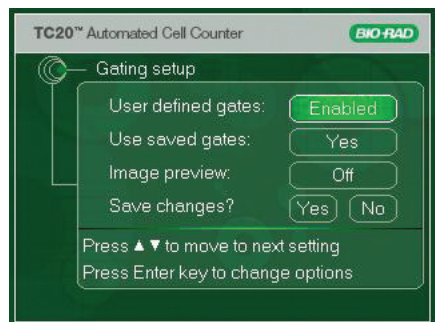 TC20™ Automated Cell Counter BIO-RAD
Gating setup
User defined gates: Enabled
Use saved gates: Yes
Image preview: Off
Save changes? Yes No
Press ▲ ▼ to move to next setting
Press Enter key to change options